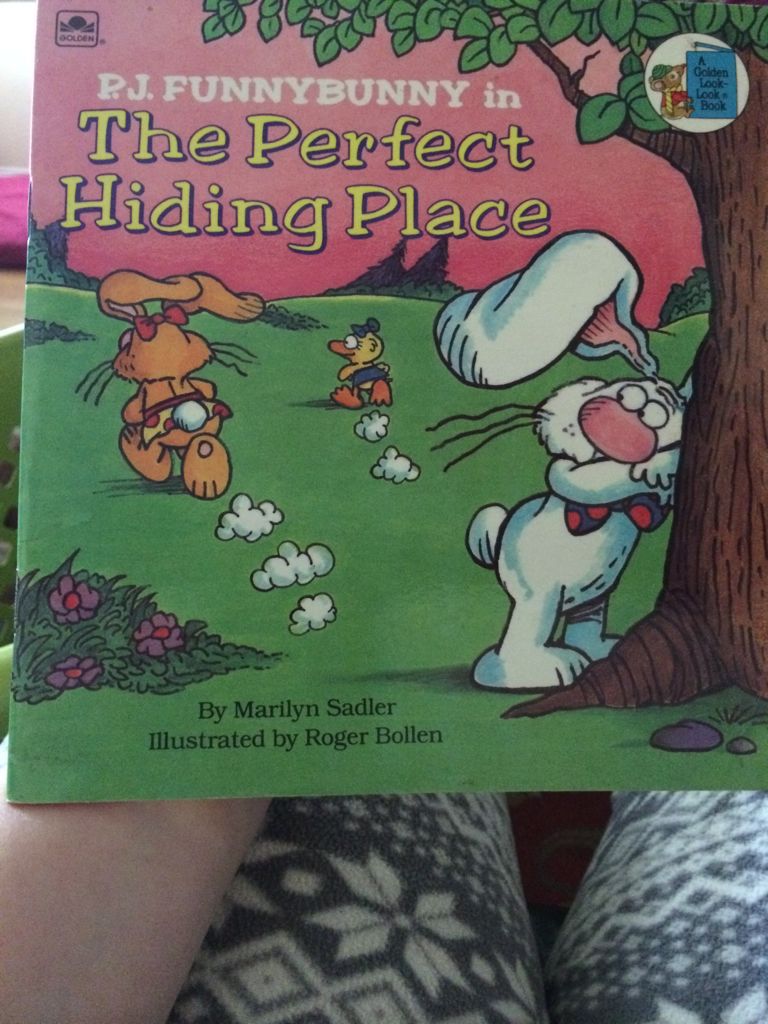 GOLDEN
A
Golden
Look-
Look®
Book
P.J. FUNNYBUNNY in
The Perfect
Hiding Place
By Marilyn Sadler
Illustrated by Roger Bollen